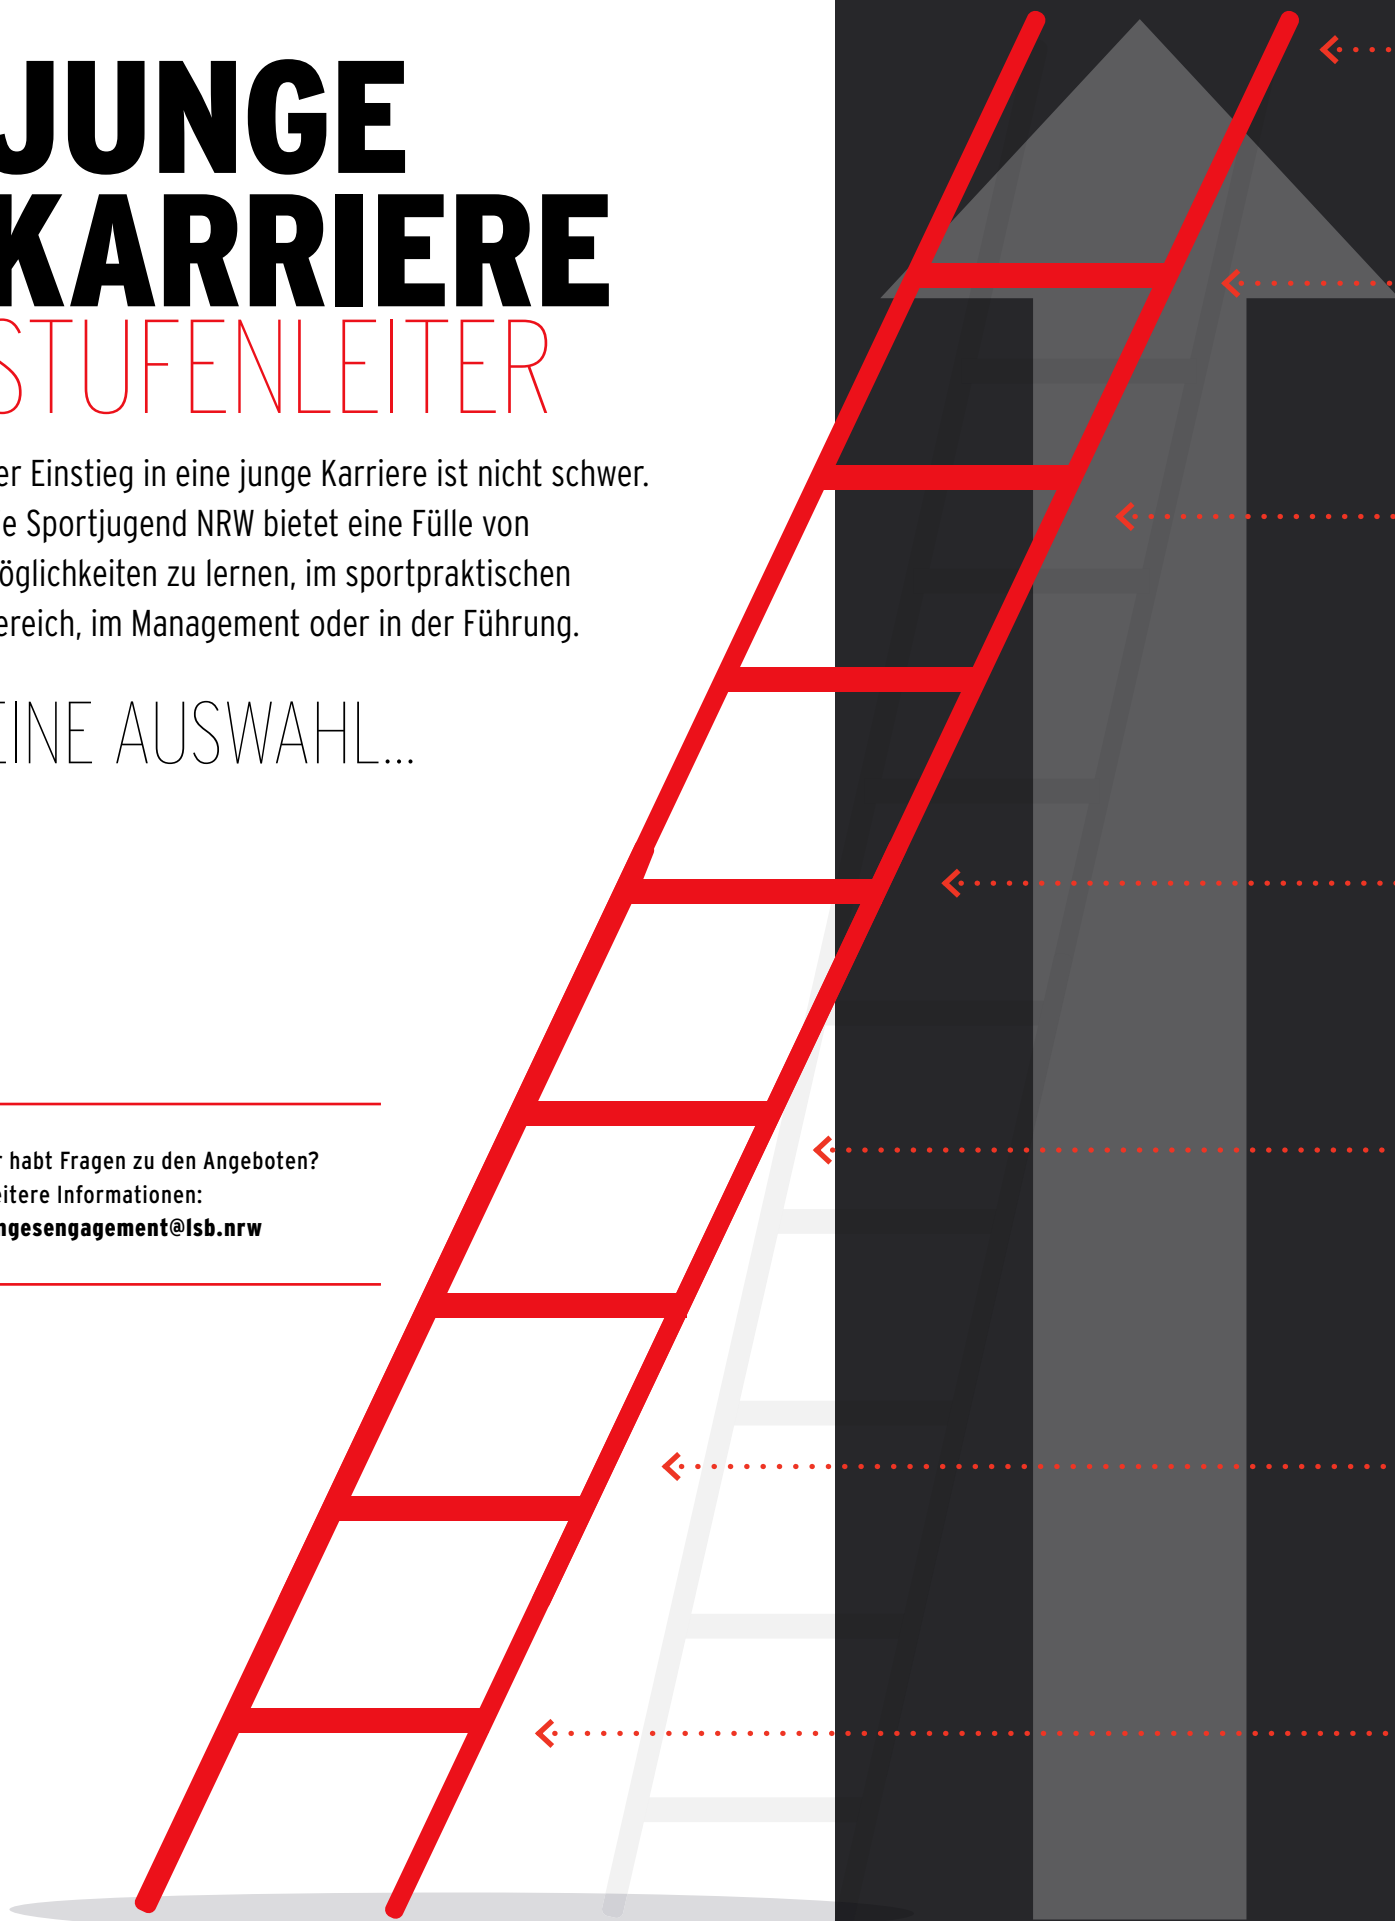 JUNGE
KARRIERE
STUFENLEITER
er Einstieg in eine junge Karriere ist nicht schwer.
e Sportjugend NRW bietet eine Fülle von
öglichkeiten zu lernen, im sportpraktischen
ereich, im Management oder in der Führung.
EINE AUSWAHL...
r habt Fragen zu den Angeboten?
eitere Informationen:
ngesengagement@lsb.nrw